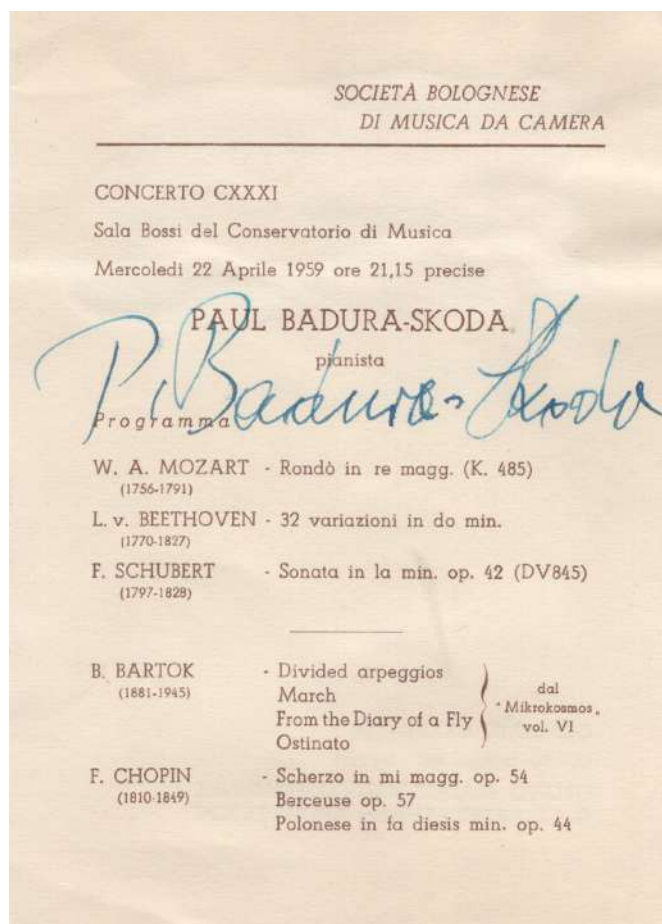 SOCIETÀ BOLOGNESE
DI MUSICA DA CAMERA
CONCERTO CXXXI
Sala Bossi del Conservatorio di Musica
Mercoledì 22 Aprile 1959 ore 21,15 precise
PAUL BADURA-SKODA
pianista
P. Badura-Skoda
Programma
W. A. MOZART - Rondò in re magg. (K. 485)
(1756-1791)
L. v. BEETHOVEN - 32 variazioni in do min.
(1770-1827)
F. SCHUBERT - Sonata in la min. op. 42 (DV845)
(1797-1828)
B. BARTOK - Divided arpeggios
(1881-1945) March
From the Diary of a Fly
Ostinato
dal
"Mikrokosmos„
vol. VI
F. CHOPIN - Scherzo in mi magg. op. 54
(1810-1849) Berceuse op. 57
Polonese in fa diesis min. op. 44